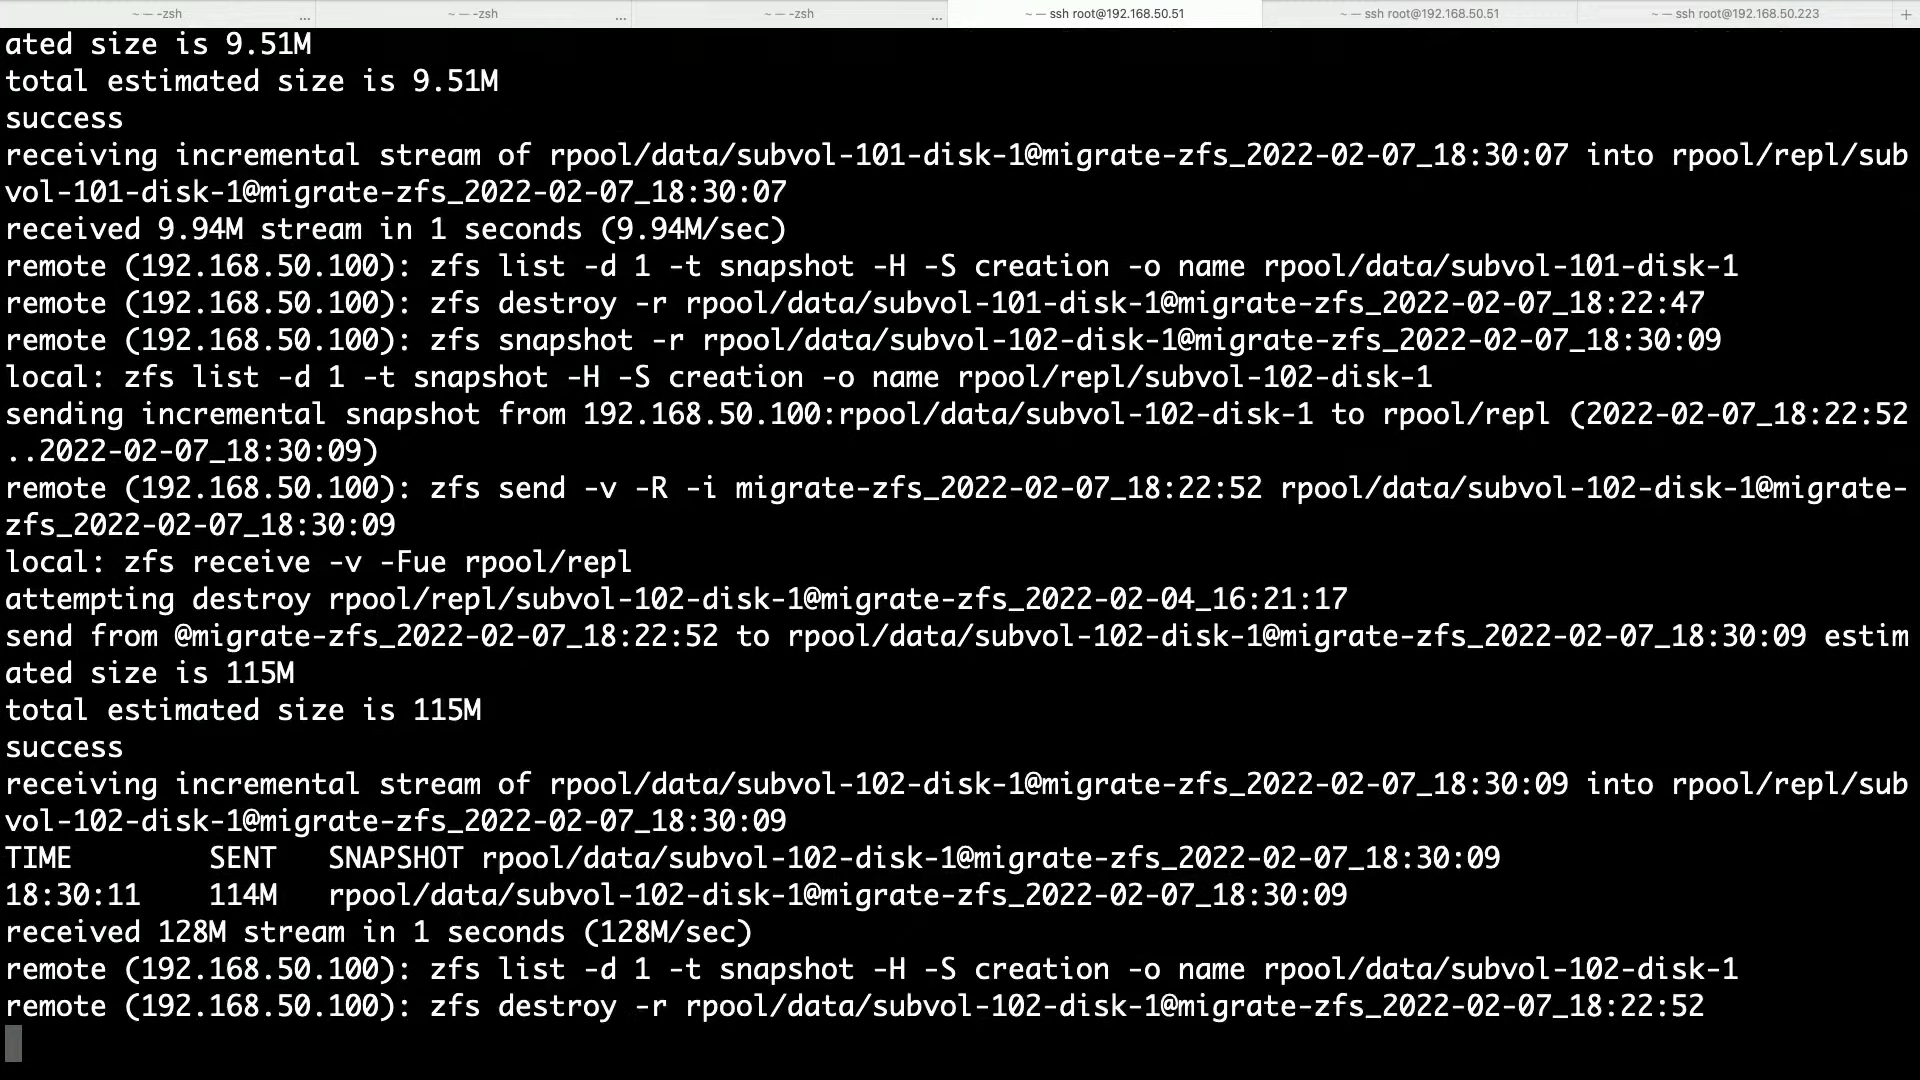 ~ — -zsh ... ~ — -zsh ... ~ — -zsh ... ~ — ssh root@192.168.50.51 ~ — ssh root@192.168.50.51 ~ — ssh root@192.168.50.223 +
ated size is 9.51M
total estimated size is 9.51M
success
receiving incremental stream of rpool/data/subvol-101-disk-1@migrate-zfs_2022-02-07_18:30:07 into rpool/repl/sub
vol-101-disk-1@migrate-zfs_2022-02-07_18:30:07
received 9.94M stream in 1 seconds (9.94M/sec)
remote (192.168.50.100): zfs list -d 1 -t snapshot -H -S creation -o name rpool/data/subvol-101-disk-1
remote (192.168.50.100): zfs destroy -r rpool/data/subvol-101-disk-1@migrate-zfs_2022-02-07_18:22:47
remote (192.168.50.100): zfs snapshot -r rpool/data/subvol-102-disk-1@migrate-zfs_2022-02-07_18:30:09
local: zfs list -d 1 -t snapshot -H -S creation -o name rpool/repl/subvol-102-disk-1
sending incremental snapshot from 192.168.50.100:rpool/data/subvol-102-disk-1 to rpool/repl (2022-02-07_18:22:52
..2022-02-07_18:30:09)
remote (192.168.50.100): zfs send -v -R -i migrate-zfs_2022-02-07_18:22:52 rpool/data/subvol-102-disk-1@migrate-
zfs_2022-02-07_18:30:09
local: zfs receive -v -Fue rpool/repl
attempting destroy rpool/repl/subvol-102-disk-1@migrate-zfs_2022-02-04_16:21:17
send from @migrate-zfs_2022-02-07_18:22:52 to rpool/data/subvol-102-disk-1@migrate-zfs_2022-02-07_18:30:09 estim
ated size is 115M
total estimated size is 115M
success
receiving incremental stream of rpool/data/subvol-102-disk-1@migrate-zfs_2022-02-07_18:30:09 into rpool/repl/sub
vol-102-disk-1@migrate-zfs_2022-02-07_18:30:09
TIME        SENT   SNAPSHOT rpool/data/subvol-102-disk-1@migrate-zfs_2022-02-07_18:30:09
18:30:11    114M   rpool/data/subvol-102-disk-1@migrate-zfs_2022-02-07_18:30:09
received 128M stream in 1 seconds (128M/sec)
remote (192.168.50.100): zfs list -d 1 -t snapshot -H -S creation -o name rpool/data/subvol-102-disk-1
remote (192.168.50.100): zfs destroy -r rpool/data/subvol-102-disk-1@migrate-zfs_2022-02-07_18:22:52